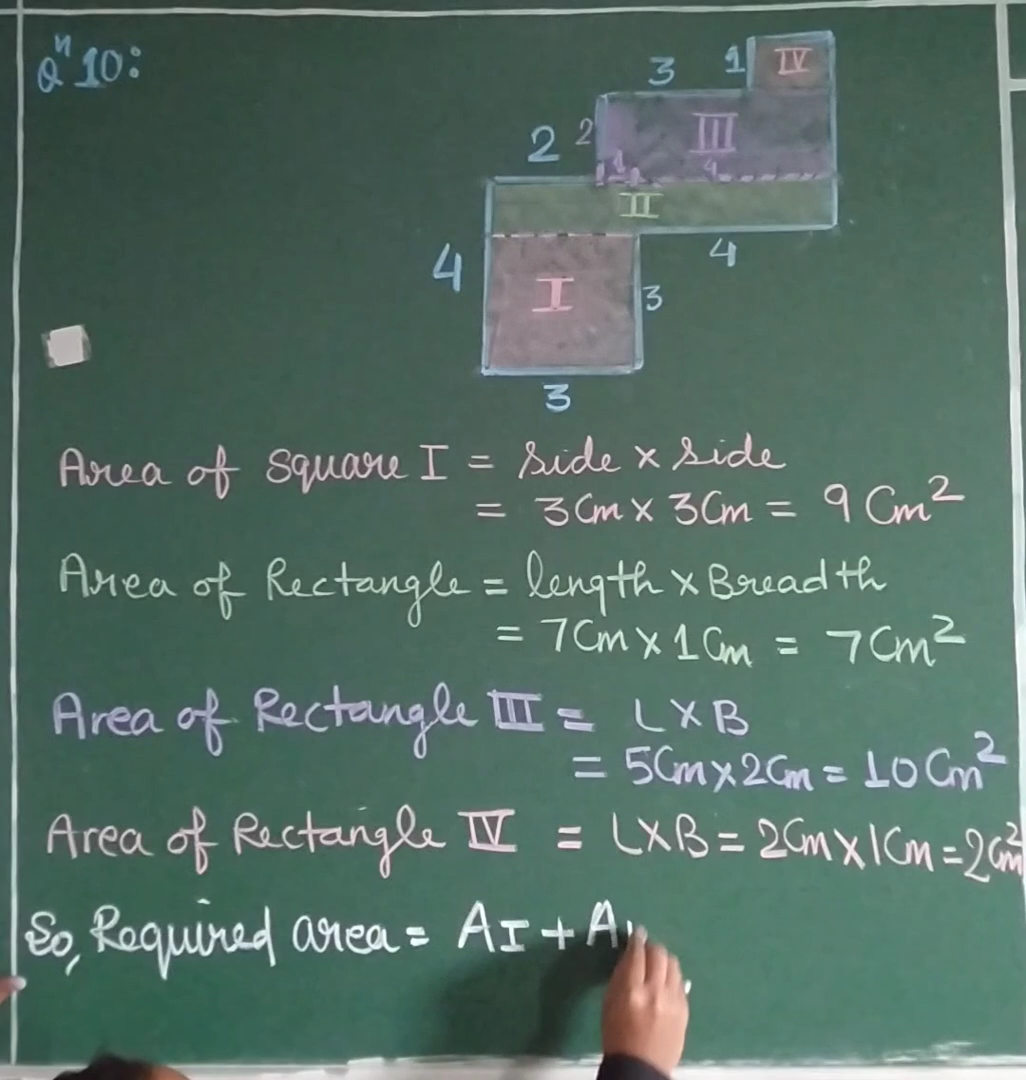 Qⁿ 10:
3 1 IV
2 2 III
1 4
II
4 4
I 3
3
Area of Square I = side × side
= 3Cm × 3Cm = 9 Cm²
Area of Rectangle = length × Breadth
= 7Cm × 1Cm = 7Cm²
Area of Rectangle III = L × B
= 5Cm × 2Cm = 10 Cm²
Area of Rectangle IV = L × B = 2Cm × 1Cm = 2Cm²
So, Required area = AI + A